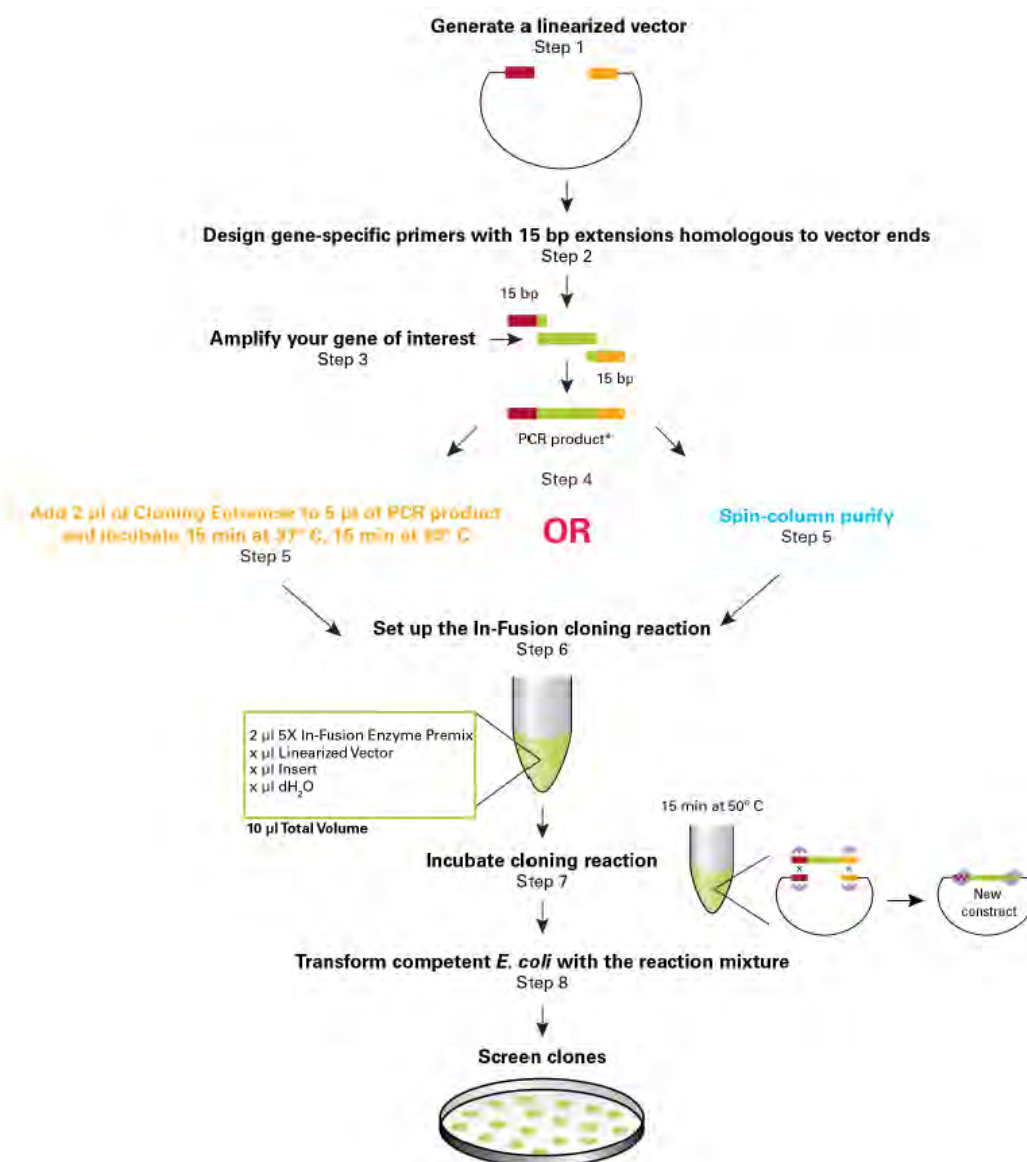 Generate a linearized vector
Step 1
Design gene-specific primers with 15 bp extensions homologous to vector ends
Step 2
15 bp
Amplify your gene of interest
Step 3
15 bp
PCR product*
Step 4
Add 2 µl of Cloning Enhancer to 5 µl of PCR product
and incubate 15 min at 37° C, 15 min at C
Step 5
OR
Spin-column purify
Step 5
Set up the In-Fusion cloning reaction
Step 6
2 µl 5X In-Fusion Enzyme Premix
x µl Linearized Vector
x µl Insert
x µl dH₂O
10 µl Total Volume
15 min at 50° C
Incubate cloning reaction
Step 7
x
x
New
construct
Transform competent E. coli with the reaction mixture
Step 8
Screen clones